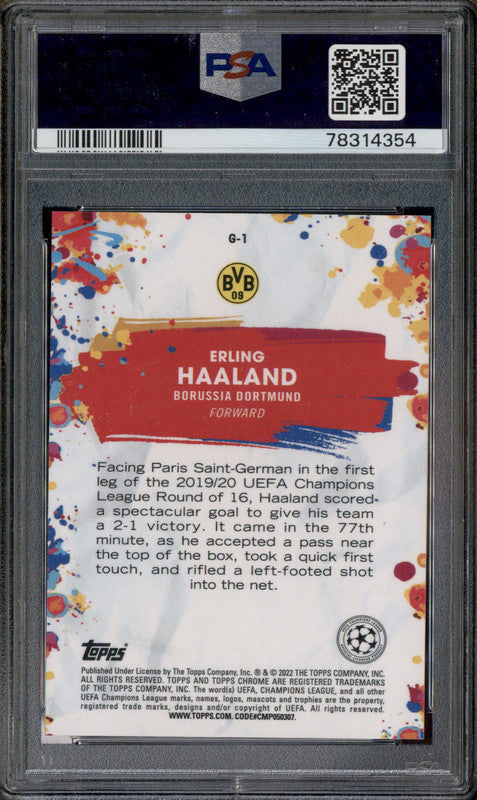 PSA
78314354
G-1
BVB
09
ERLING
HAALAND
BORUSSIA DORTMUND
FORWARD
Facing Paris Saint-German in the first
leg of the 2019/20 UEFA Champions
League Round of 16, Haaland scored
a spectacular goal to give his team
a 2-1 victory. It came in the 77th
minute, as he accepted a pass near
the top of the box, took a quick first
touch, and rifled a left-footed shot
into the net.
Topps
Published Under License by The Topps Company, Inc. ® & © 2022 THE TOPPS COMPANY, INC.
ALL RIGHTS RESERVED. TOPPS AND TOPPS CHROME ARE REGISTERED TRADEMARKS
OF THE TOPPS COMPANY, INC. The word(s) UEFA, CHAMPIONS LEAGUE, and all other
UEFA Champions League marks, names, logos, mascots and trophies are the property,
registered trade marks, designs and/or copyright of UEFA. All rights reserved.
WWW.TOPPS.COM. CODE#CMP050307.
PSA